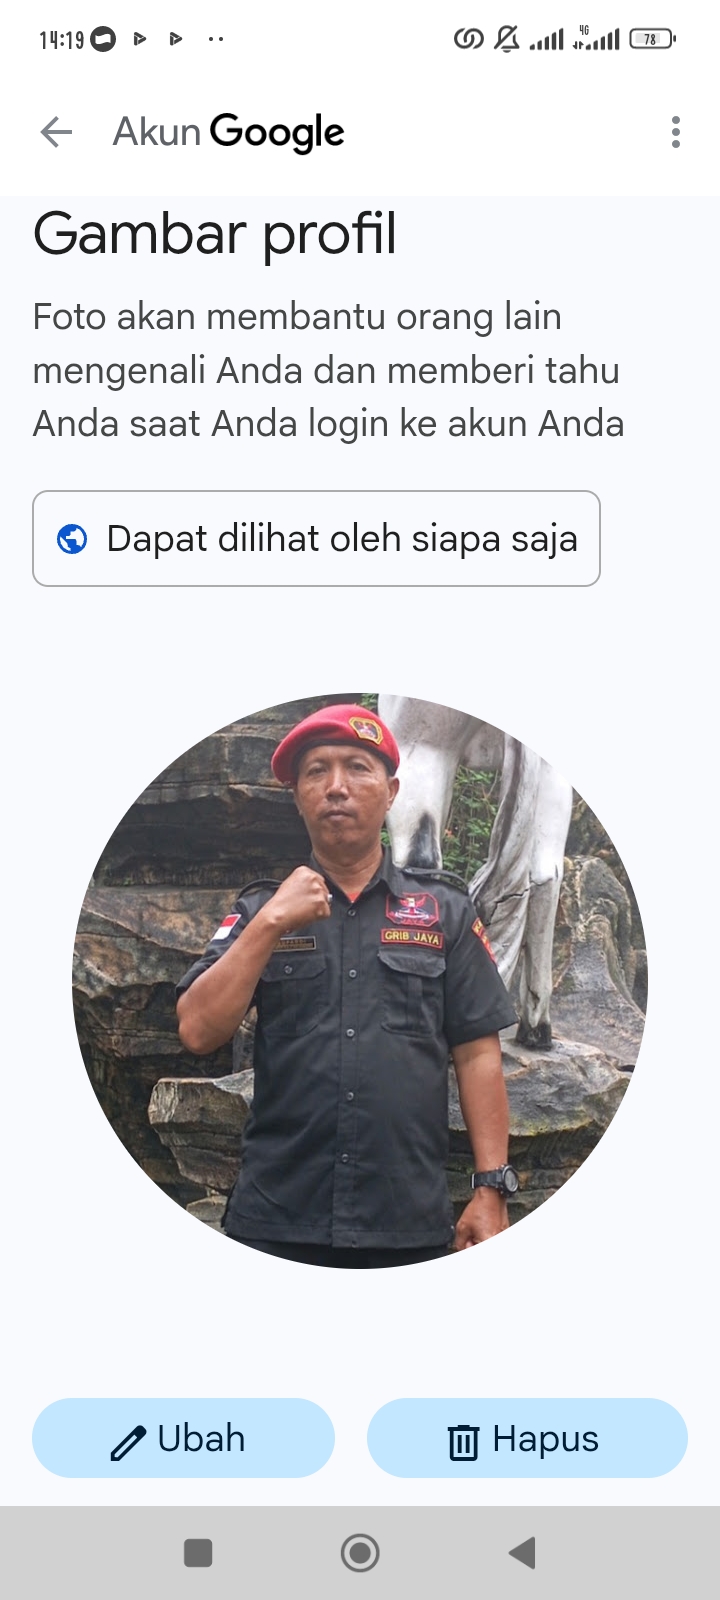 14:19
4G
78
Akun Google
Gambar profil
Foto akan membantu orang lain
mengenali Anda dan memberi tahu
Anda saat Anda login ke akun Anda
Dapat dilihat oleh siapa saja
GRIB JAYA
Ubah
Hapus